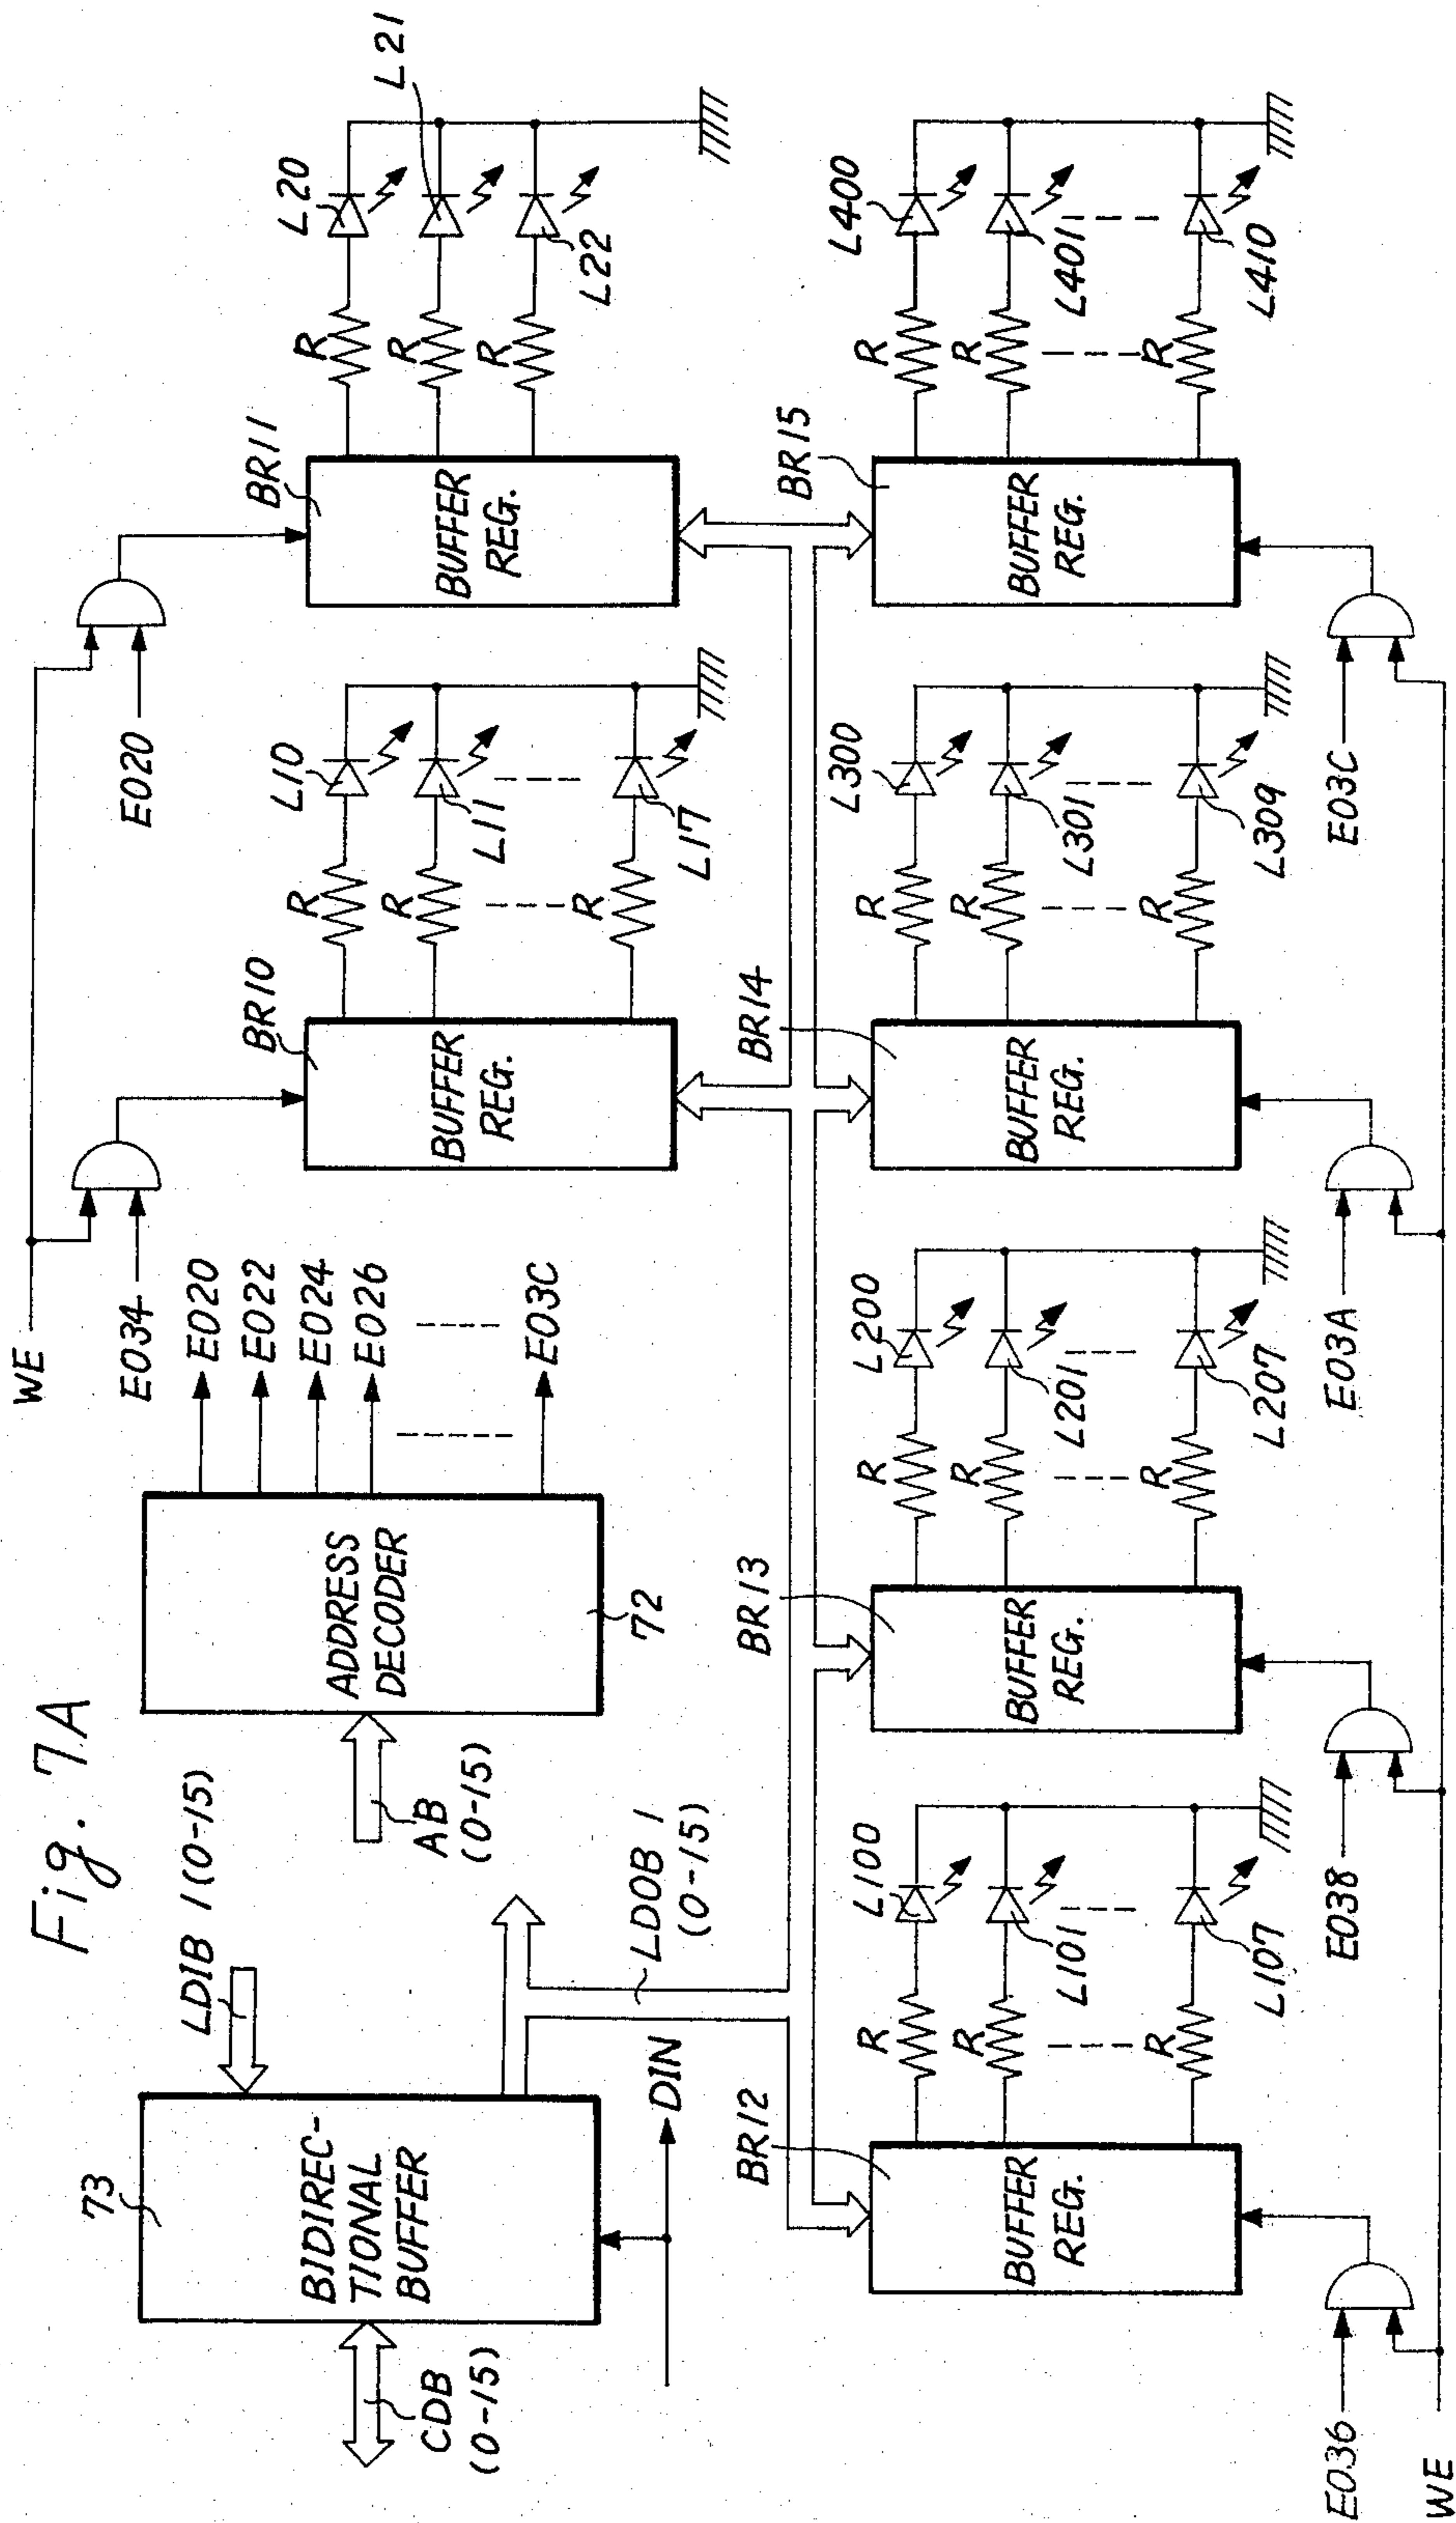 Fig. 7A
73
BIDIREC-
TIONAL
BUFFER
CDB
(0-15)
LDIB 1 (0-15)
DIN
LDOB 1
(0-15)
AB
(0-15)
ADDRESS
DECODER
72
E020
E022
E024
E026
E03C
WE
E034
E020
BR10
BUFFER
REG.
R
R
R
L10
L11
L17
BR11
BUFFER
REG.
R
R
R
L20
L21
L22
BR12
BUFFER
REG.
R
R
R
L100
L101
L107
BR13
BUFFER
REG.
R
R
R
L200
L201
L207
BR14
BUFFER
REG.
R
R
R
L300
L301
L309
BR15
BUFFER
REG.
R
R
R
L400
L401
L410
E036
E038
E03A
E03C
WE